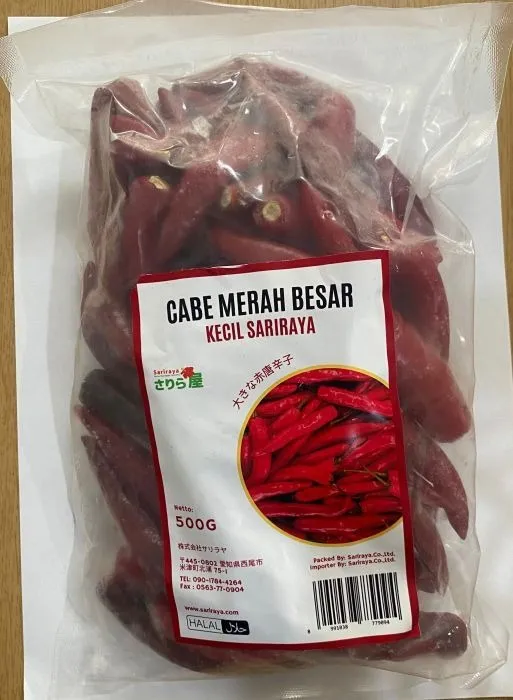 CABE MERAH BESAR
KECIL SARIRAYA
Sariraya
さりら屋
大きな赤唐辛子
Netto:
500G
株式会社サリラヤ
〒445-0802 愛知県西尾市
米津町北浦 75-1
TEL: 090-1784-4264
Fax : 0563-77-0904
www.sariraya.com
HALAL حلال
Packed By: Sariraya.Co.,Ltd.
Importer By: Sariraya.Co.,Ltd.
8 991038 779094